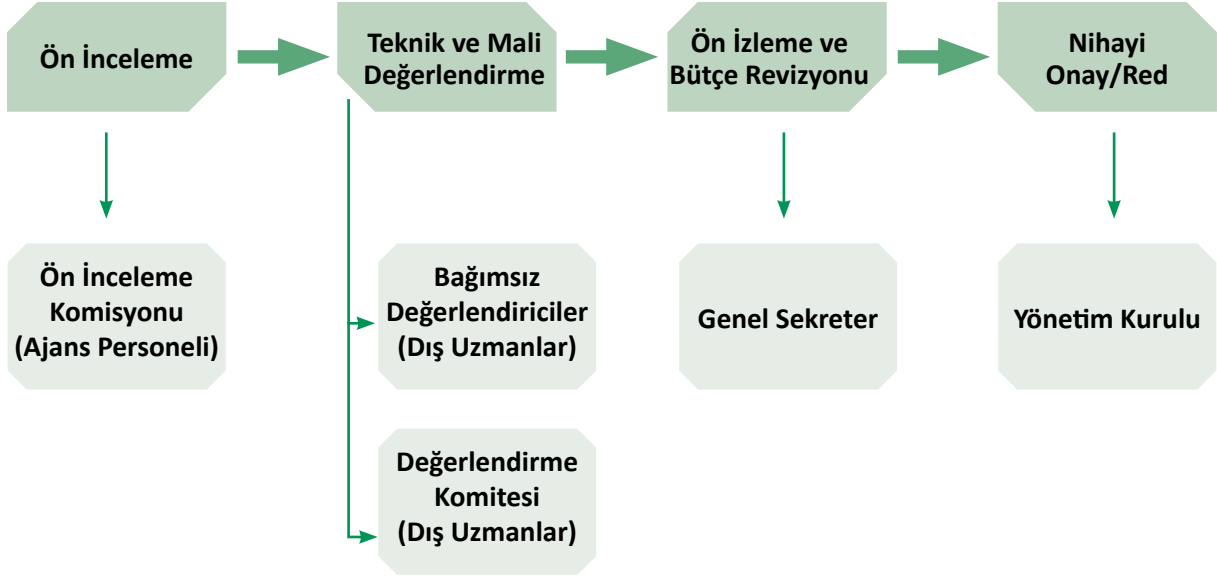 Ön İnceleme
Teknik ve Mali
Değerlendirme
Ön İzleme ve
Bütçe Revizyonu
Nihayi
Onay/Red
Ön İnceleme
Komisyonu
(Ajans Personeli)
Bağımsız
Değerlendiriciler
(Dış Uzmanlar)
Değerlendirme
Komitesi
(Dış Uzmanlar)
Genel Sekreter
Yönetim Kurulu